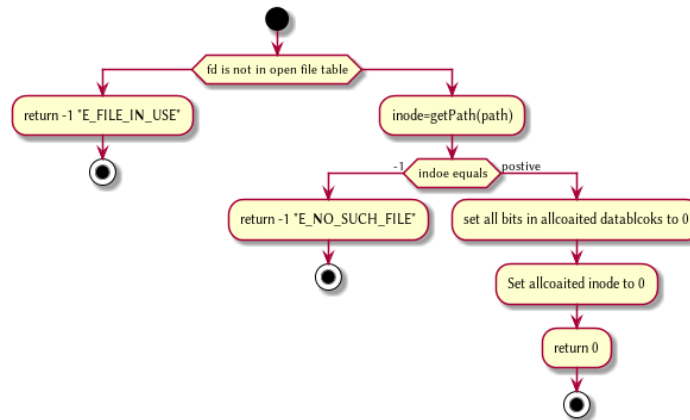 fd is not in open file table
return -1 "E_FILE_IN_USE"
inode=getPath(path)
-1
indoe equals
postive
return -1 "E_NO_SUCH_FILE"
set all bits in allcoaited datablcoks to 0
Set allcoaited inode to 0
return 0